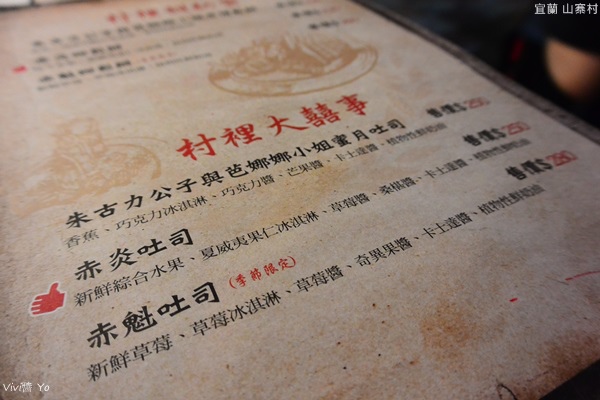 宜蘭 山寨村
村裡大囍事
朱古力公子與芭娜娜小姐蜜月吐司 售價$250
香蕉、巧克力冰淇淋、巧克力醬、芒果醬、卡士達醬、植物性鮮奶油
赤炎吐司 售價$250
新鮮綜合水果、夏威夷果仁冰淇淋、草莓醬、桑椹醬、卡士達醬、植物性鮮奶油
赤魁吐司(季節限定) 售價$280
新鮮草莓、草莓冰淇淋、草莓醬、奇異果醬、卡士達醬、植物性鮮奶油
Vivi醬 Yo